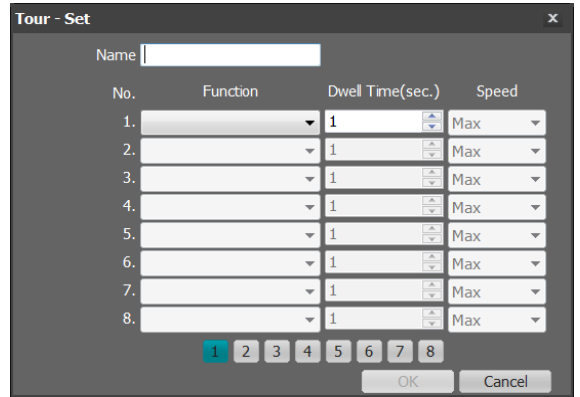 Tour - Set x
Name
No. Function Dwell Time(sec.) Speed
1. 1 Max
2. 1 Max
3. 1 Max
4. 1 Max
5. 1 Max
6. 1 Max
7. 1 Max
8. 1 Max
1 2 3 4 5 6 7 8
OK Cancel